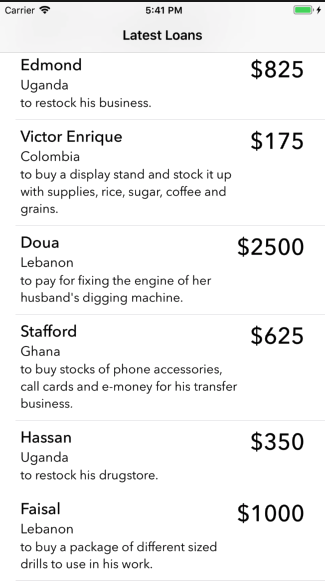 Carrier 5:41 PM
Latest Loans
Edmond $825
Uganda
to restock his business.
Victor Enrique $175
Colombia
to buy a display stand and stock it up
with supplies, rice, sugar, coffee and
grains.
Doua $2500
Lebanon
to pay for fixing the engine of her
husband's digging machine.
Stafford $625
Ghana
to buy stocks of phone accessories,
call cards and e-money for his transfer
business.
Hassan $350
Uganda
to restock his drugstore.
Faisal $1000
Lebanon
to buy a package of different sized
drills to use in his work.